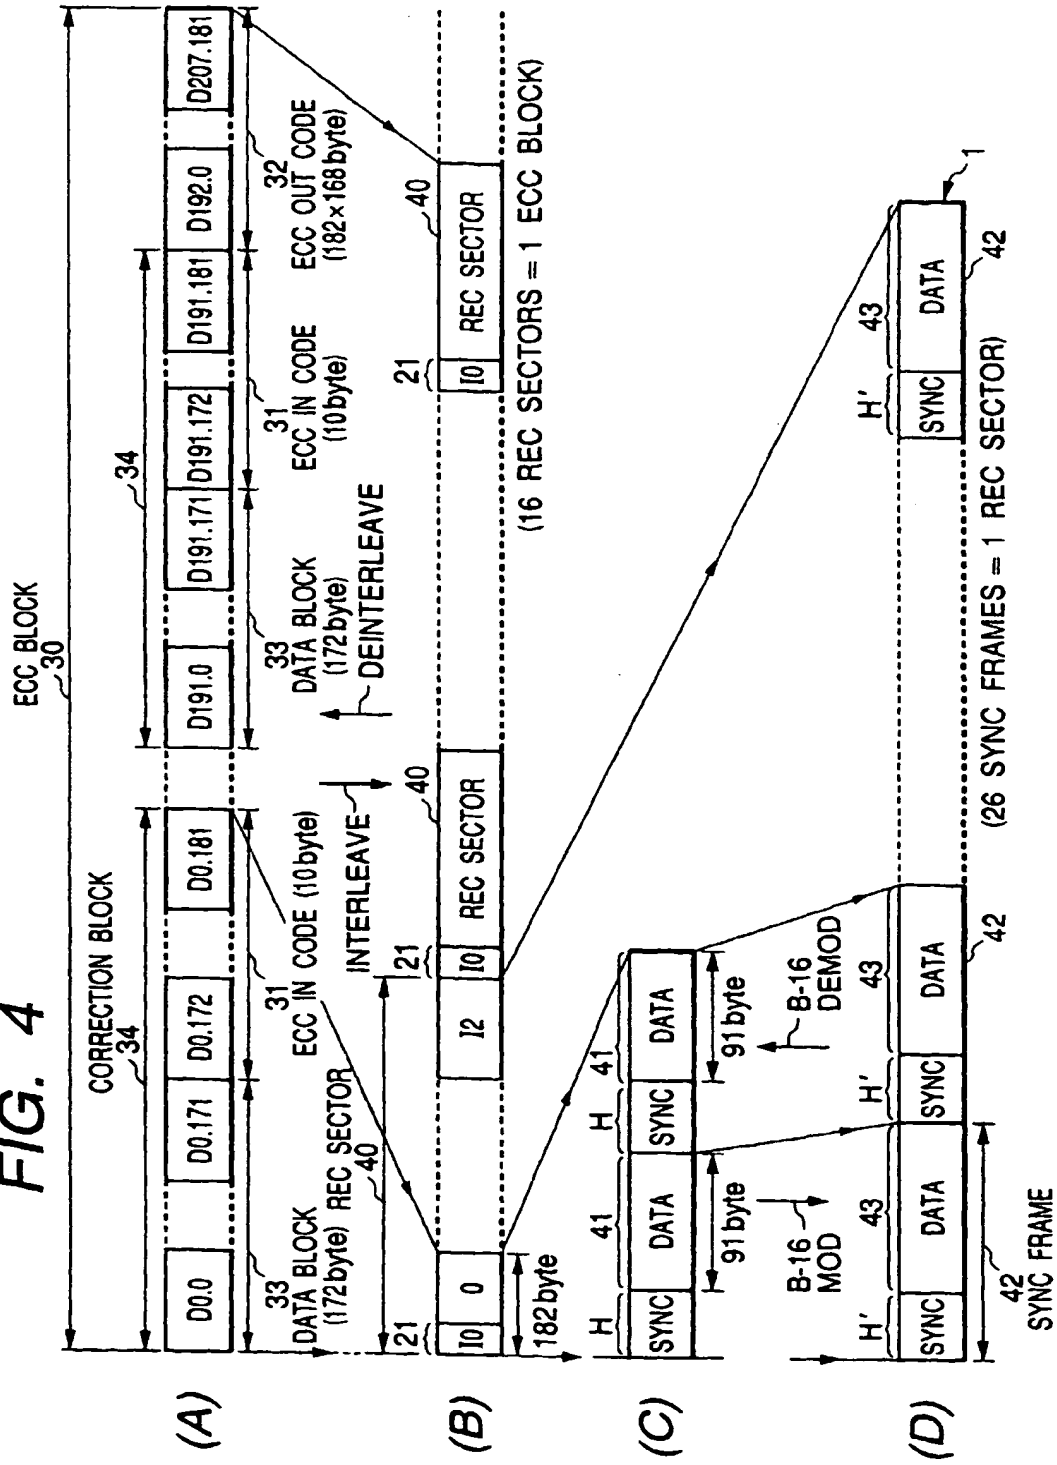 FIG. 4
ECC BLOCK
30
CORRECTION BLOCK
34
34
(A)
D0.0
D0.171
D0.172
D0.181
D191.0
D191.171
D191.172
D191.181
D192.0
D207.181
33
DATA BLOCK
(172byte)
31
ECC IN CODE (10byte)
33
DATA BLOCK
(172byte)
31
ECC IN CODE
(10byte)
32
ECC OUT CODE
(182×168byte)
REC SECTOR
40
INTERLEAVE
DEINTERLEAVE
(B)
21
I0
0
I2
21
I0
40
REC SECTOR
21
I0
40
REC SECTOR
182byte
(16 REC SECTORS = 1 ECC BLOCK)
(C)
H
SYNC
41
DATA
H
SYNC
41
DATA
91byte
91byte
B-16
MOD
B-16
DEMOD
(D)
H'
SYNC
43
DATA
H'
SYNC
43
DATA
H'
SYNC
43
DATA
1
42
SYNC FRAME
42
42
(26 SYNC FRAMES = 1 REC SECTOR)